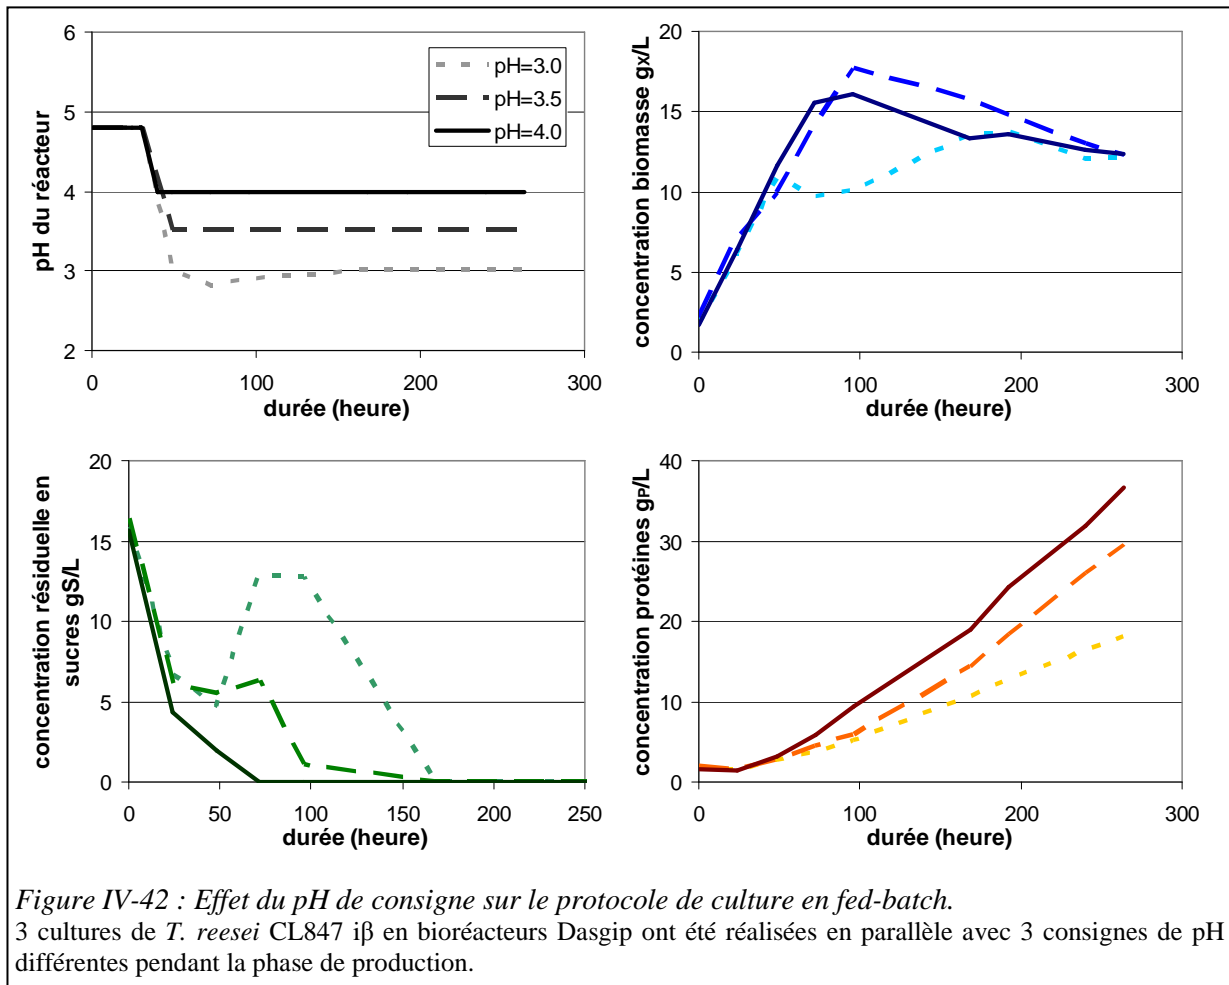 6
5
4
3
2
pH du réacteur
pH=3.0
pH=3.5
pH=4.0
0 100 200 300
durée (heure)
20
15
10
5
0
concentration biomasse gX/L
0 100 200 300
durée (heure)
20
15
10
5
0
concentration résiduelle en
sucres gS/L
0 50 100 150 200 250
durée (heure)
40
30
20
10
0
concentration protéines gP/L
0 100 200 300
durée (heure)
Figure IV-42 : Effet du pH de consigne sur le protocole de culture en fed-batch.
3 cultures de T. reesei CL847 iβ en bioréacteurs Dasgip ont été réalisées en parallèle avec 3 consignes de pH
différentes pendant la phase de production.